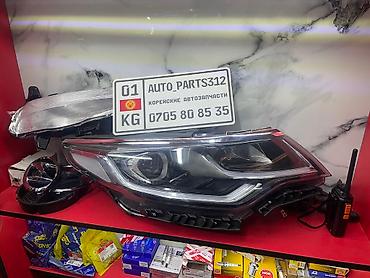 01
KG
AUTO_PARTS312
КОРЕЙСКИЕ АВТОЗАПЧАСТИ
0705 80 85 35